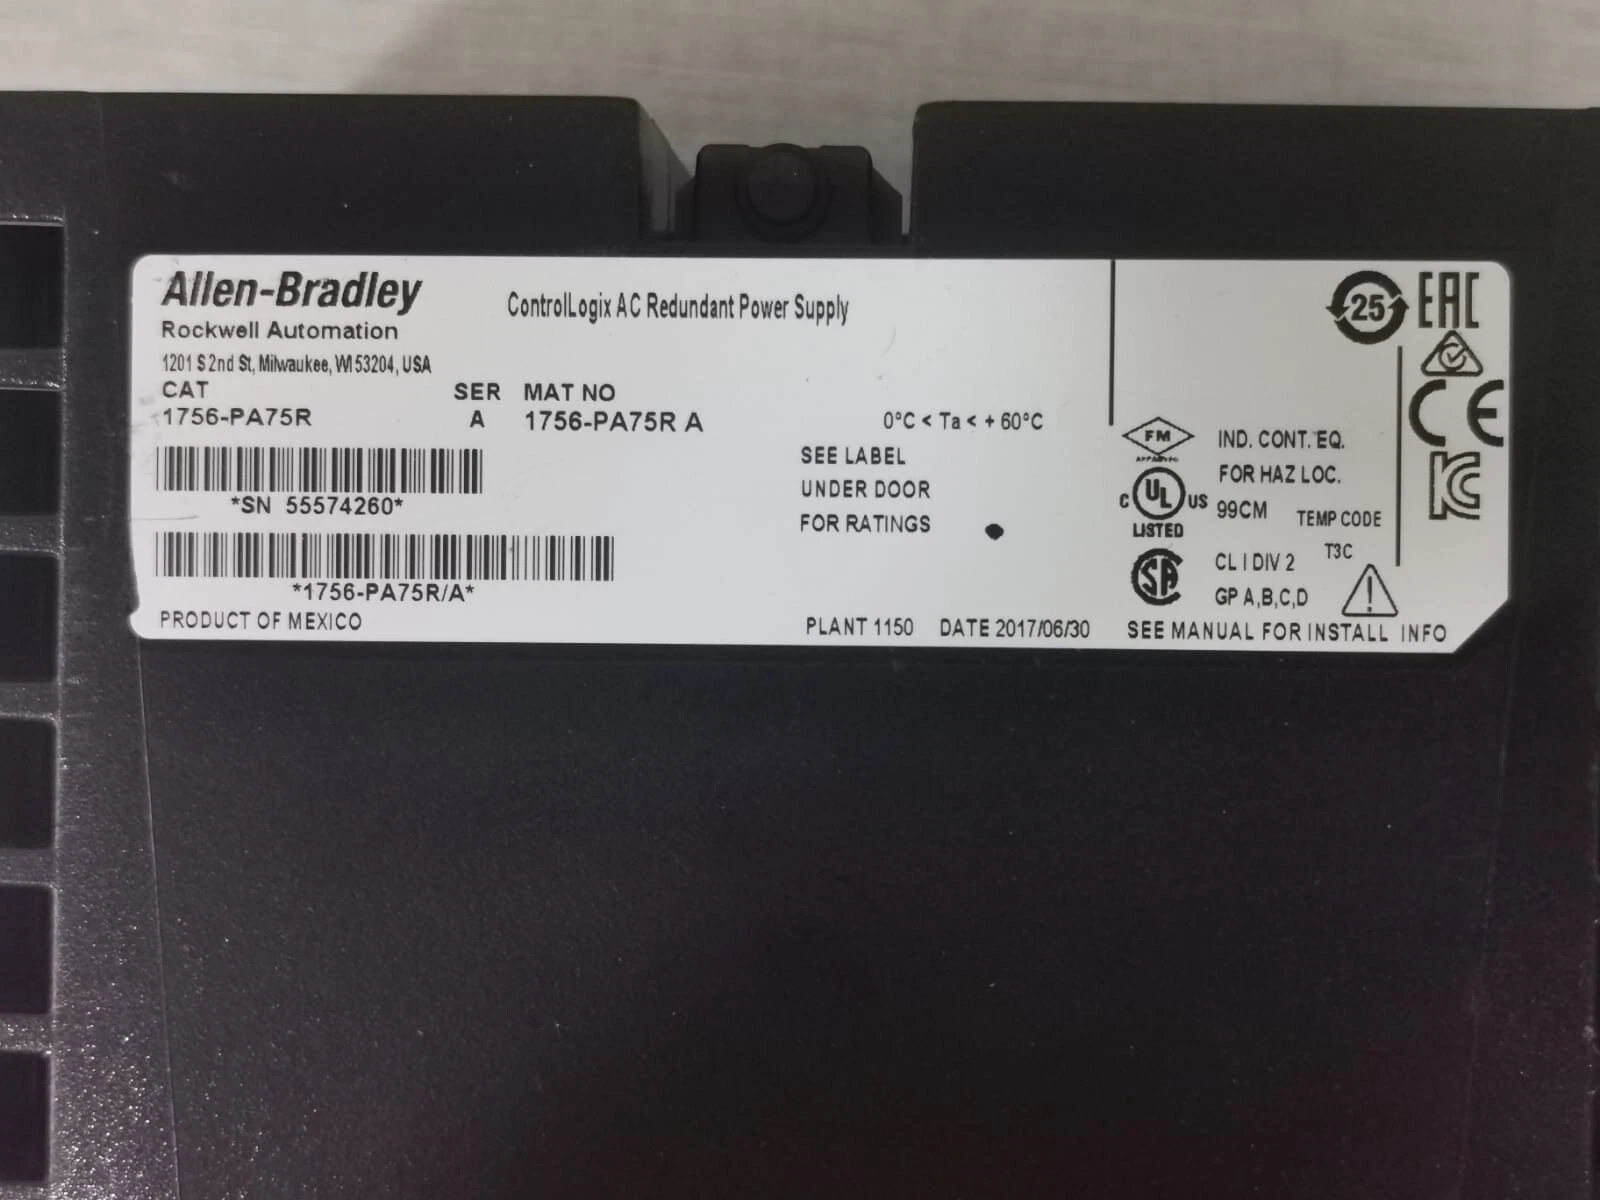 Allen-Bradley
Rockwell Automation
1201 S 2nd St, Milwaukee, WI 53204, USA
ControlLogix AC Redundant Power Supply
CAT SER MAT NO
1756-PA75R A 1756-PA75R A
*SN 55574260*
*1756-PA75R/A*
PRODUCT OF MEXICO
0°C < Ta < + 60°C
SEE LABEL
UNDER DOOR
FOR RATINGS
PLANT 1150 DATE 2017/06/30
25 EAC
CE
KC
FM
APPROVED
IND. CONT. EQ.
FOR HAZ LOC.
C UL US
LISTED
99CM TEMP CODE
T3C
SA
CL I DIV 2
GP A,B,C,D
SEE MANUAL FOR INSTALL INFO